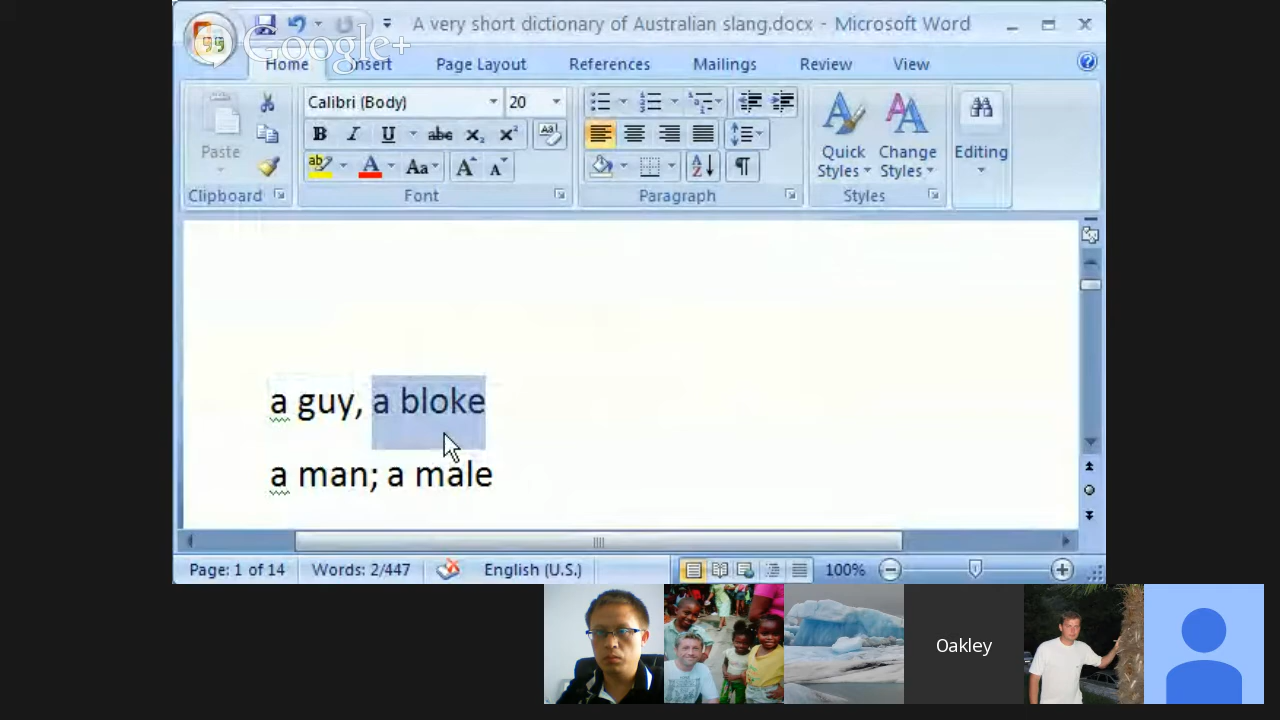 A very short dictionary of Australian slang.docx - Microsoft Word
Google+
Home Insert Page Layout References Mailings Review View
Calibri (Body) 20
Paste
Quick Styles
Change Styles
Editing
Clipboard Font Paragraph Styles
a guy, a bloke
a man; a male
Page: 1 of 14 Words: 2/447 English (U.S.) 100%
Oakley